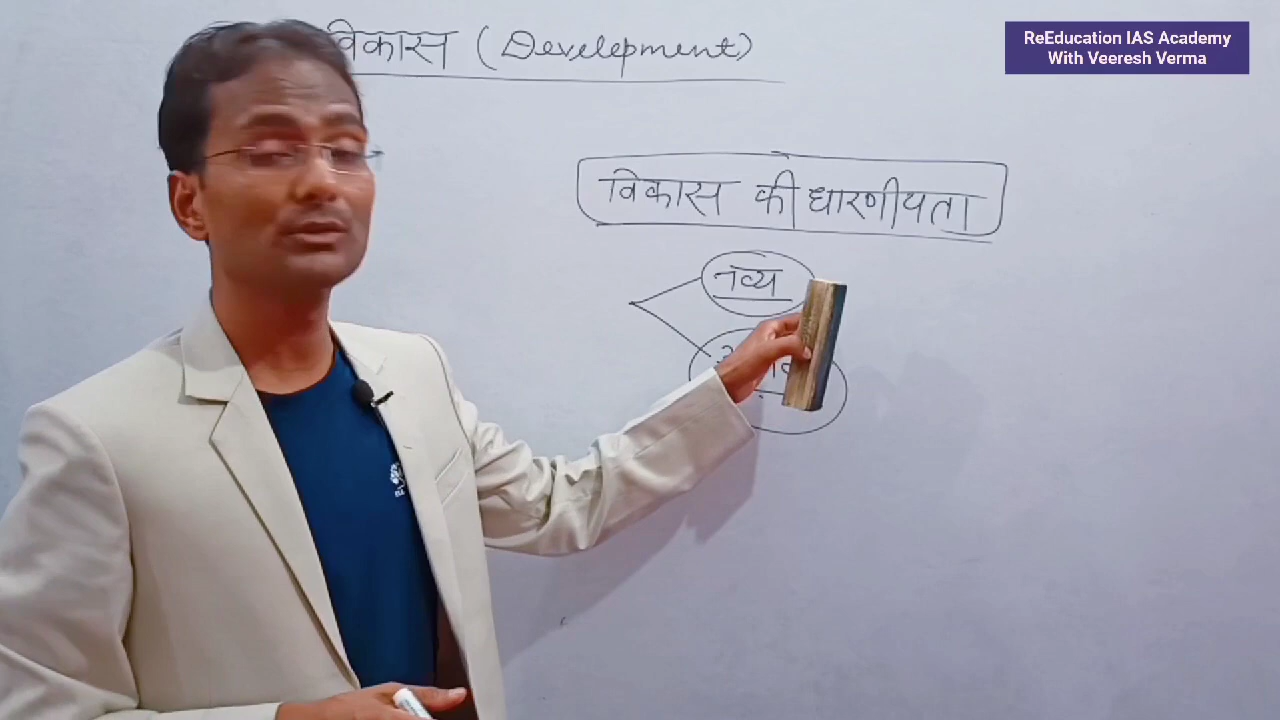 ReEducation IAS Academy
With Veeresh Verma
विकास (Development)
विकास की धारणीयता
नव्य